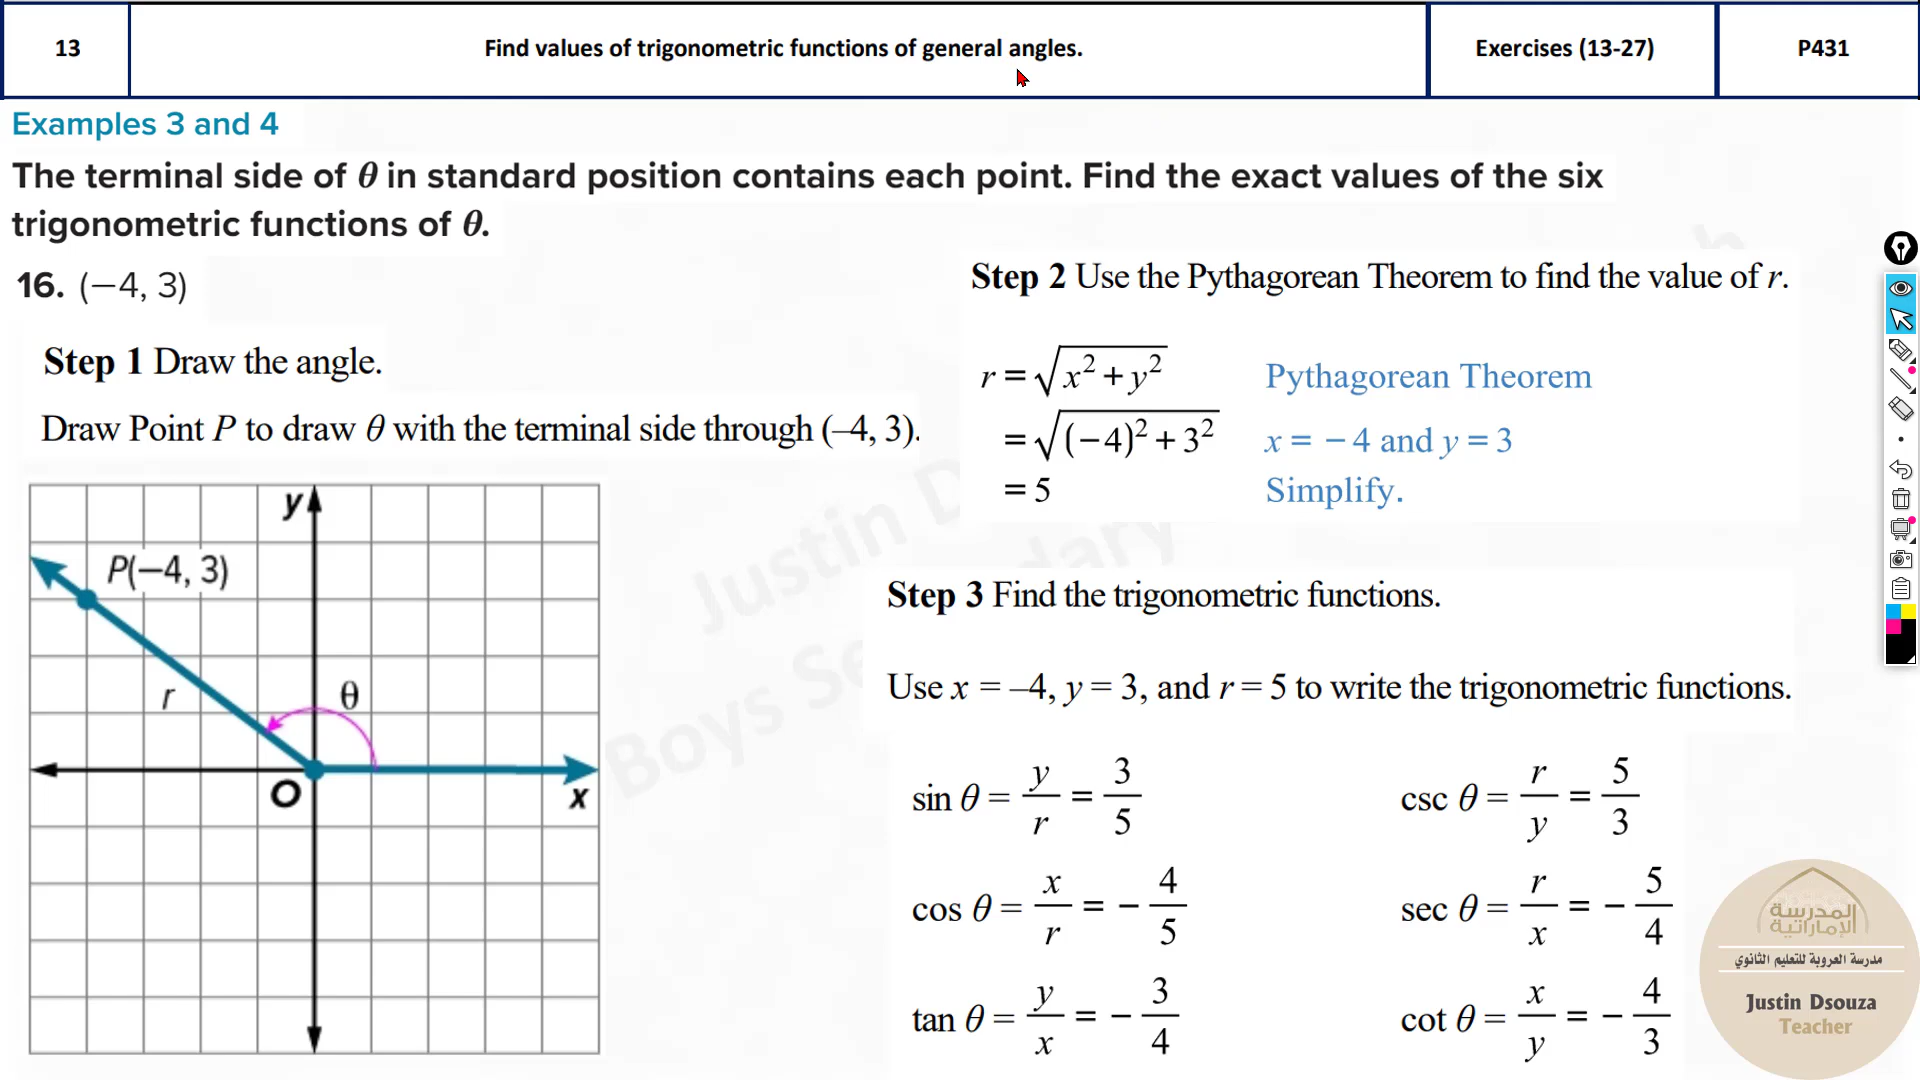 13
Find values of trigonometric functions of general angles.
Exercises (13-27)
P431
Examples 3 and 4
The terminal side of θ in standard position contains each point. Find the exact values of the six
trigonometric functions of θ.
16. (−4, 3)
Step 1 Draw the angle.
Draw Point P to draw θ with the terminal side through (–4, 3).
y
P(−4, 3)
r
θ
O
x
Step 2 Use the Pythagorean Theorem to find the value of r.
r = √(x² + y²) Pythagorean Theorem
= √((−4)² + 3²) x = − 4 and y = 3
= 5 Simplify.
Step 3 Find the trigonometric functions.
Use x = –4, y = 3, and r = 5 to write the trigonometric functions.
sin θ = y/r = 3/5 csc θ = r/y = 5/3
cos θ = x/r = − 4/5 sec θ = r/x = − 5/4
tan θ = y/x = − 3/4 cot θ = x/y = − 4/3
Justin D
Boys Se
dary
المدرسة
الإماراتية
مدرسة العروبة للتعليم الثانوي
Justin Dsouza
Teacher